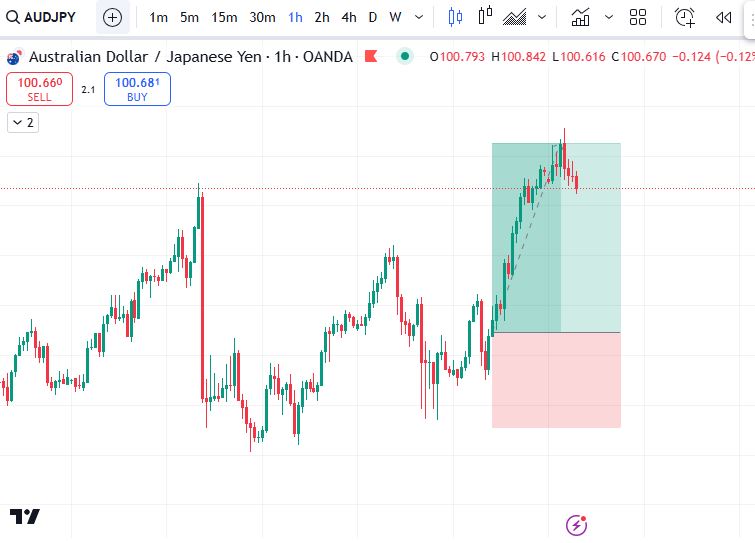 AUDJPY 1m 5m 15m 30m 1h 2h 4h D W
Australian Dollar / Japanese Yen · 1h · OANDA O100.793 H100.842 L100.616 C100.670 −0.124 (−0.12%
100.660 2.1 100.681
SELL BUY
2